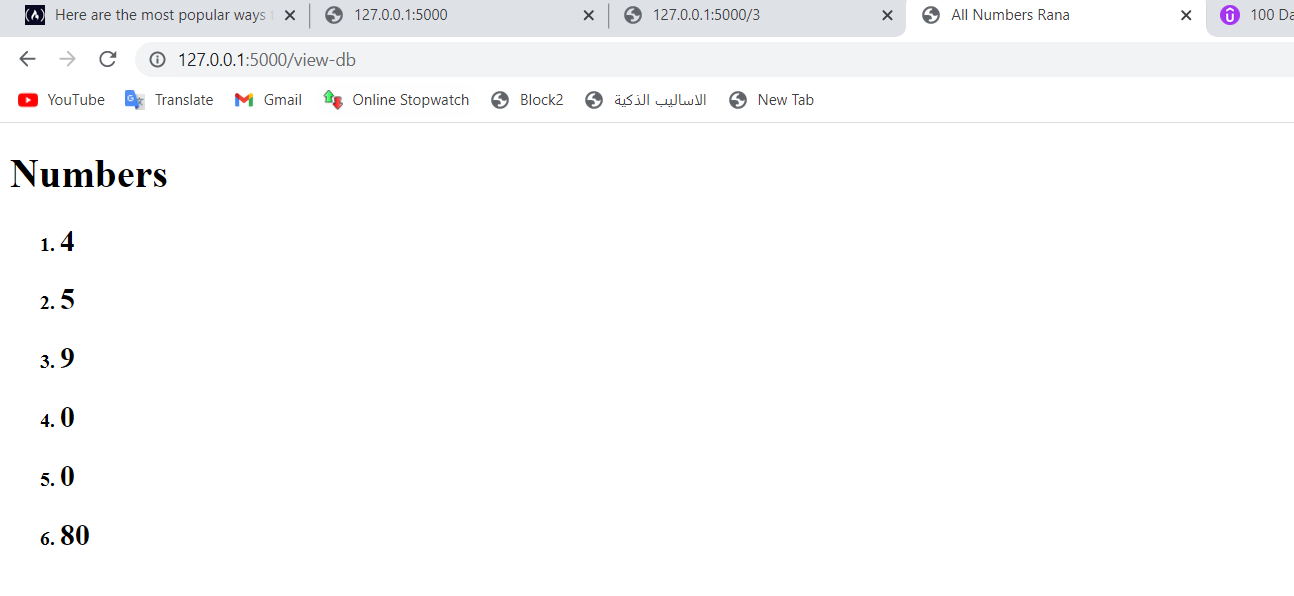 Here are the most popular ways
127.0.0.1:5000
127.0.0.1:5000/3
All Numbers Rana
100 Da
127.0.0.1:5000/view-db
YouTube
Translate
Gmail
Online Stopwatch
Block2
الاساليب الذكية
New Tab
Numbers
1. 4
2. 5
3. 9
4. 0
5. 0
6. 80